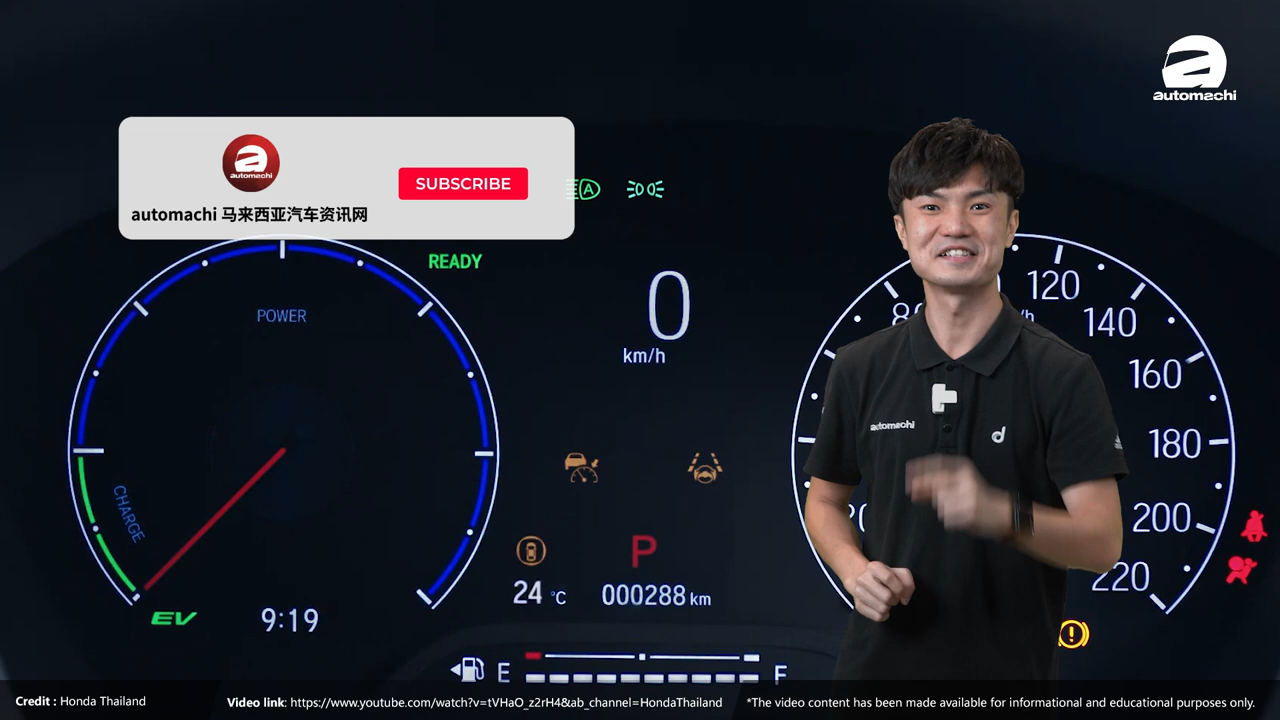 automachi
SUBSCRIBE
automachi 马来西亚汽车资讯网
A
READY
POWER
CHARGE
EV
9:19
0
km/h
24 °C
P
000288 km
E
F
120
140
160
180
200
220
automachi
automachi
Credit : Honda Thailand
Video link: https://www.youtube.com/watch?v=tVHaO_z2rH4&ab_channel=HondaThailand
*The video content has been made available for informational and educational purposes only.